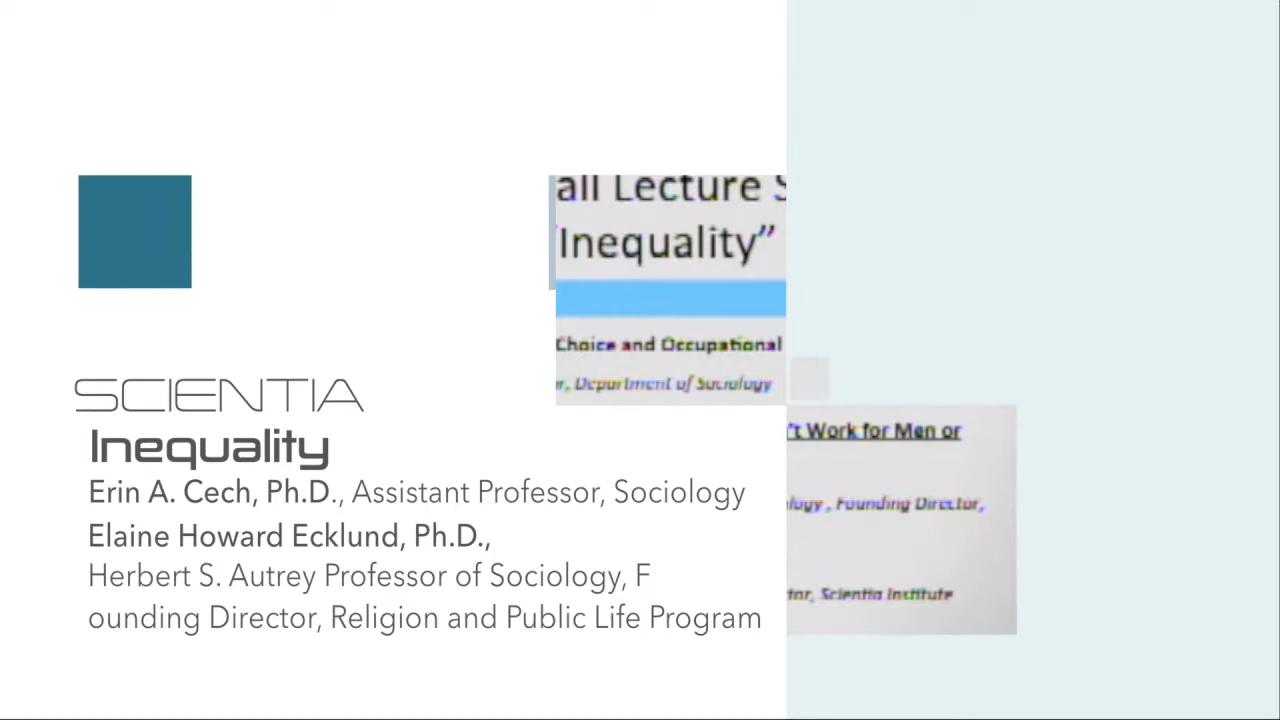 all Lecture S
"Inequality"
Choice and Occupational
r, Department of Sociology
SCIENTIA
Inequality
't Work for Men or
Erin A. Cech, Ph.D., Assistant Professor, Sociology
ology, Founding Director,
Elaine Howard Ecklund, Ph.D.,
Herbert S. Autrey Professor of Sociology, F
tor, Scientia Institute
ounding Director, Religion and Public Life Program